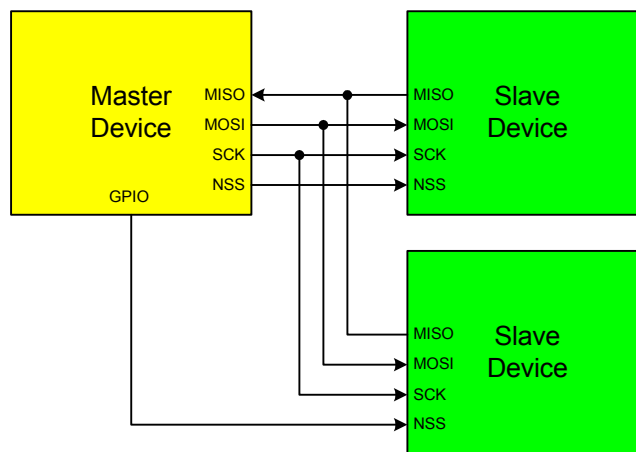 Master
Device
MISO
MOSI
SCK
NSS
GPIO
MISO
MOSI
SCK
NSS
Slave
Device
MISO
MOSI
SCK
NSS
Slave
Device